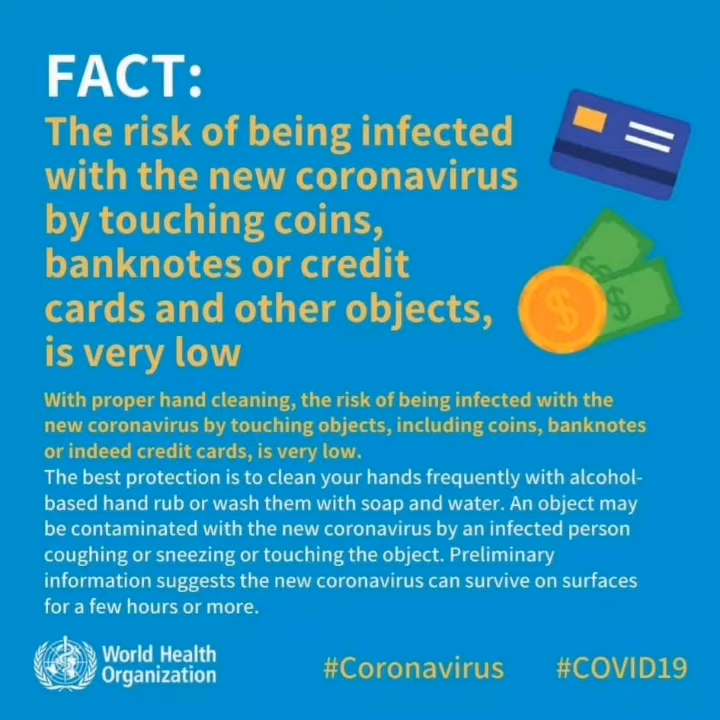 FACT:
The risk of being infected
with the new coronavirus
by touching coins,
banknotes or credit
cards and other objects,
is very low
With proper hand cleaning, the risk of being infected with the
new coronavirus by touching objects, including coins, banknotes
or indeed credit cards, is very low.
The best protection is to clean your hands frequently with alcohol-
based hand rub or wash them with soap and water. An object may
be contaminated with the new coronavirus by an infected person
coughing or sneezing or touching the object. Preliminary
information suggests the new coronavirus can survive on surfaces
for a few hours or more.
World Health
Organization
#Coronavirus
#COVID19